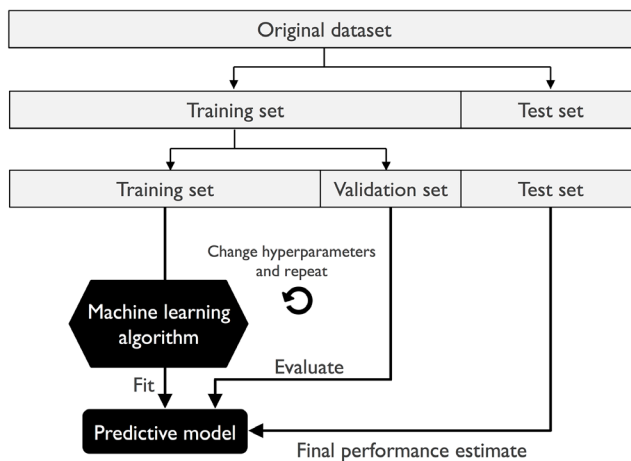 Original dataset
Training set
Test set
Training set
Validation set
Test set
Change hyperparameters
and repeat
Machine learning
algorithm
Evaluate
Fit
Predictive model
Final performance estimate